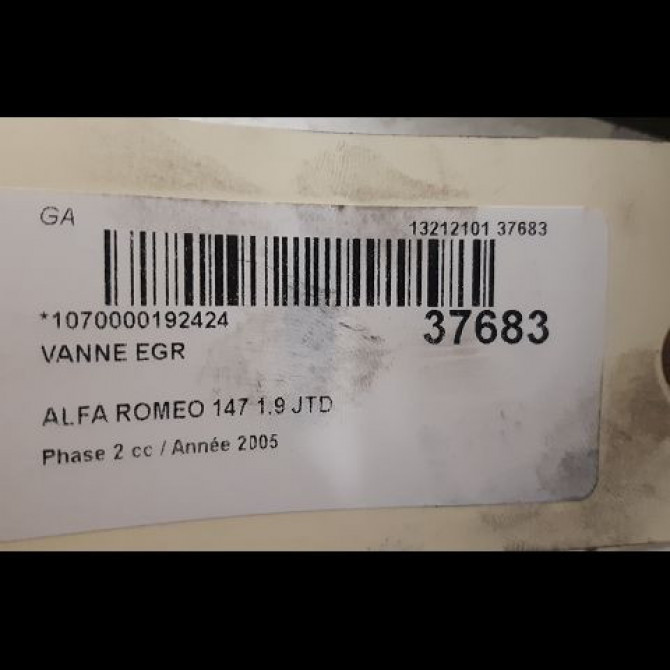 GA
13212101 37683
*1070000192424
37683
VANNE EGR
ALFA ROMEO 147 1.9 JTD
Phase 2 cc / Année 2005